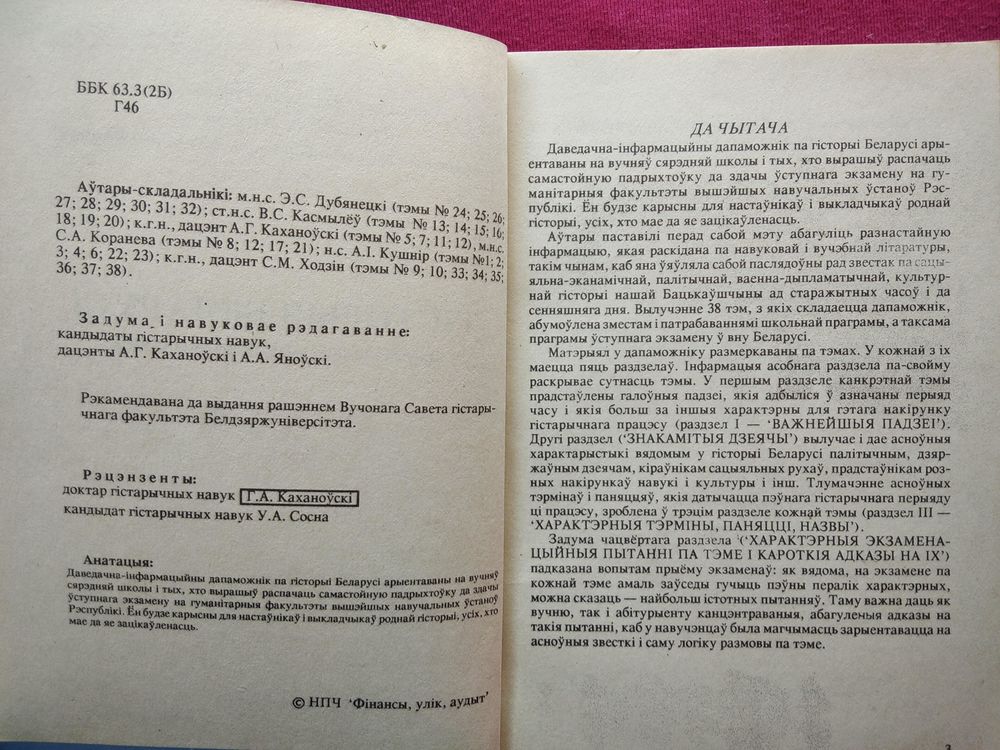 ББК 63.3(2Б)
Г46
Аўтары-складальнікі: м.н.с. Э.С. Дубянецкі (тэмы № 24; 25; 26;
27; 28; 29; 30; 31; 32); ст.н.с. В.С. Касмылёў (тэмы № 13; 14; 15; 16;
18; 19; 20); к.г.н., дацэнт А.Г. Каханоўскі (тэмы № 5; 7; 11; 12), м.н.с.
С.А. Коранева (тэмы № 8; 12; 17; 21); н.с. А.І. Кушнір (тэмы №1; 2;
3; 4; 6; 22; 23); к.г.н., дацэнт С.М. Ходзін (тэмы № 9; 10; 33; 34; 35;
36; 37; 38).
Задума і навуковае рэдагаванне:
кандыдаты гістарычных навук,
дацэнты А.Г. Каханоўскі і А.А. Яноўскі.
Рэкамендавана да выдання рашэннем Вучонага Савета гістары-
чнага факультэта Белдзяржуніверсітэта.
Рэцэнзенты:
доктар гістарычных навук Г.А. Каханоўскі
кандыдат гістарычных навук У.А. Сосна
Анатацыя:
Даведачна-інфармацыйны дапаможнік па гісторыі Беларусі арыентаваны на вучняў
сярэдняй школы і тых, хто вырашыў распачаць самастойную падрыхтоўку да здачы
ўступнага экзамену на гуманітарныя факультэты вышэйшых навучальных ўстаноў
Рэспублікі. Ён будзе карысны для настаўнікаў і выкладчыкаў роднай гісторыі, усіх, хто
мае да яе зацікаўленасць.
© НПЧ 'Фінансы, улік, аудыт'
ДА ЧЫТАЧА
Даведачна-інфармацыйны дапаможнік па гісторыі Беларусі ары-
ентаваны на вучняў сярэдняй школы і тых, хто вырашыў распачаць
самастойную падрыхтоўку да здачы ўступнага экзамену на гу-
манітарныя факультэты вышэйшых навучальных ўстаноў Рэс-
публікі. Ён будзе карысны для настаўнікаў і выкладчыкаў роднай
гісторыі, усіх, хто мае да яе зацікаўленасць.
Аўтары паставілі перад сабой мэту абагуліць разнастайную
інфармацыю, якая раскідана па навуковай і вучэбнай літаратуры,
такім чынам, каб яна ўяўляла сабой паслядоўны рад звестак па сацы-
яльна-эканамічнай, палітычнай, ваенна-дыпламатычнай, культур-
най гісторыі нашай Бацькаўшчыны ад старажытных часоў і да
сенняшняга дня. Вылучэнне 38 тэм, з якіх складаецца дапаможнік,
абумоўлена зместам і патрабаваннямі школьнай праграмы, а таксама
праграмы ўступнага экзамену ў вну Беларусі.
Матэрыял у дапаможніку размеркаваны па тэмах. У кожнай з іх
маецца пяць раздзелаў. Інфармацыя асобнага раздзела па-свойму
раскрывае сутнасць тэмы. У першым раздзеле канкрэтнай тэмы
прадстаўлены галоўныя падзеі, якія адбыліся ў азначаны перыяд
часу і якія больш за іншыя характэрны для гэтага накірунку
гістарычнага працэсу (раздзел І — 'ВАЖНЕЙШЫЯ ПАДЗЕІ').
Другі раздзел ('ЗНАКАМІТЫЯ ДЗЕЯЧЫ') вылучае і дае асноўныя
характарыстыкі вядомым у гісторыі Беларусі палітычным, дзяр-
жаўным дзеячам, кіраўнікам сацыяльных рухаў, прадстаўнікам роз-
ных накірункаў навукі і культуры і інш. Тлумачэнне асноўных
тэрмінаў і паняццяў, якія датычацца пэўнага гістарычнага перыяду
ці працэсу, зроблена ў трэцім раздзеле кожнай тэмы (раздзел III —
'ХАРАКТЭРНЫЯ ТЭРМІНЫ, ПАНЯЦЦІ, НАЗВЫ').
Задума чацвёртага раздзела ('ХАРАКТЭРНЫЯ ЭКЗАМЕНА-
ЦЫЙНЫЯ ПЫТАННІ ПА ТЭМЕ І КАРОТКІЯ АДКАЗЫ НА ІХ')
падказана вопытам прыёму экзаменаў: як вядома, на экзамене па
кожнай тэме амаль заўсёды гучыць пэўны пералік характэрных,
можна сказаць — найбольш істотных пытанняў. Таму важна даць як
вучню, так і абітурыенту канцэнтраваныя, абагуленыя адказы на
такія пытанні, каб у навучэнцаў была магчымасць зарыентавацца на
асноўныя звесткі і саму логіку размовы па тэме.
3